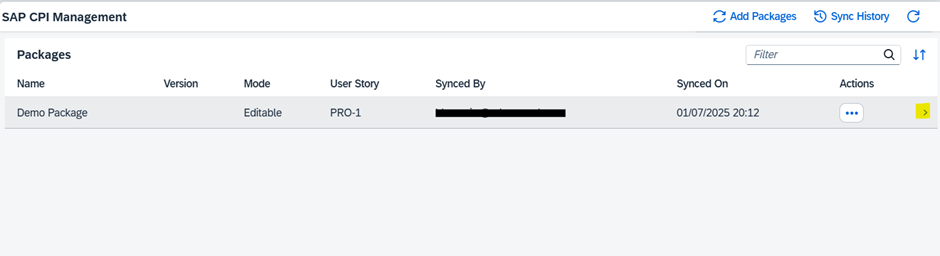 SAP CPI Management Add Packages Sync History
Packages Filter
Name Version Mode User Story Synced By Synced On Actions
Demo Package Editable PRO-1 01/07/2025 20:12